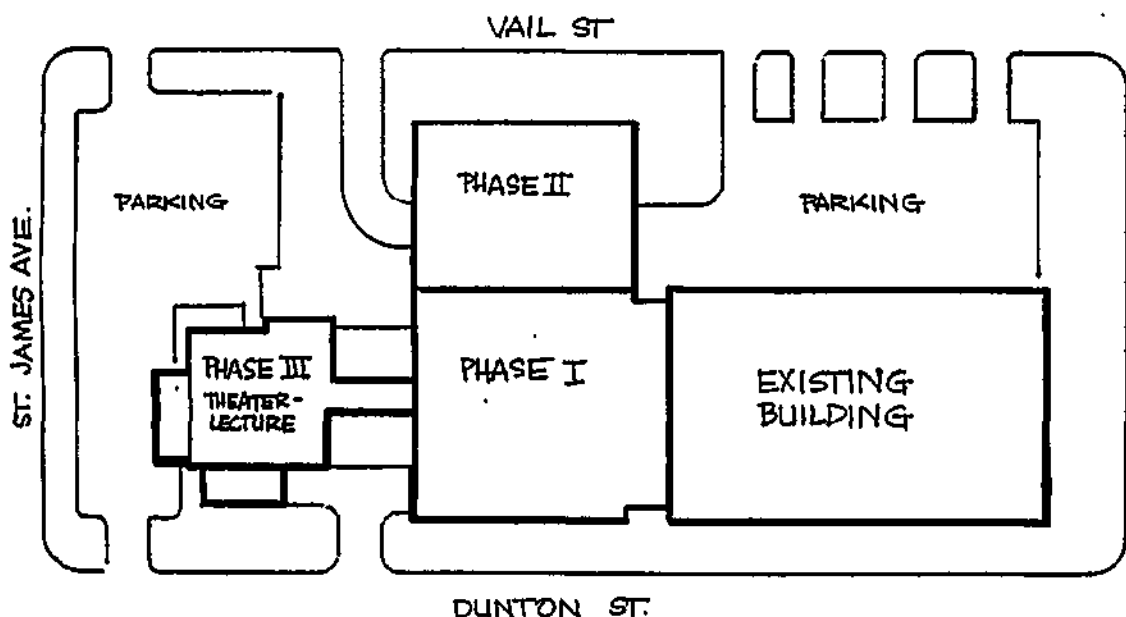 VAIL ST
PHASE II
PARKING
PARKING
ST. JAMES AVE.
PHASE III
THEATER-
LECTURE
PHASE I
EXISTING
BUILDING
DUNTON ST.